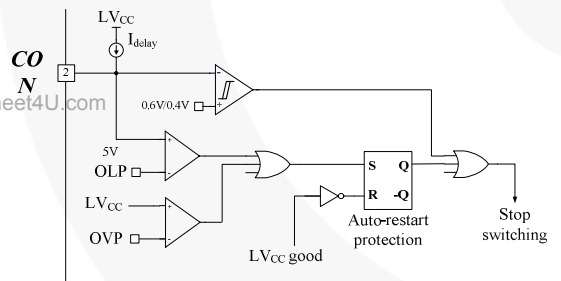 LVCC
Idelay
CO
N
2
-
+
0.6V/0.4V
eet4U.com
5V
+
-
OLP
LVCC
+
-
OVP
S Q
R -Q
Auto-restart
protection
LVCC good
Stop
switching